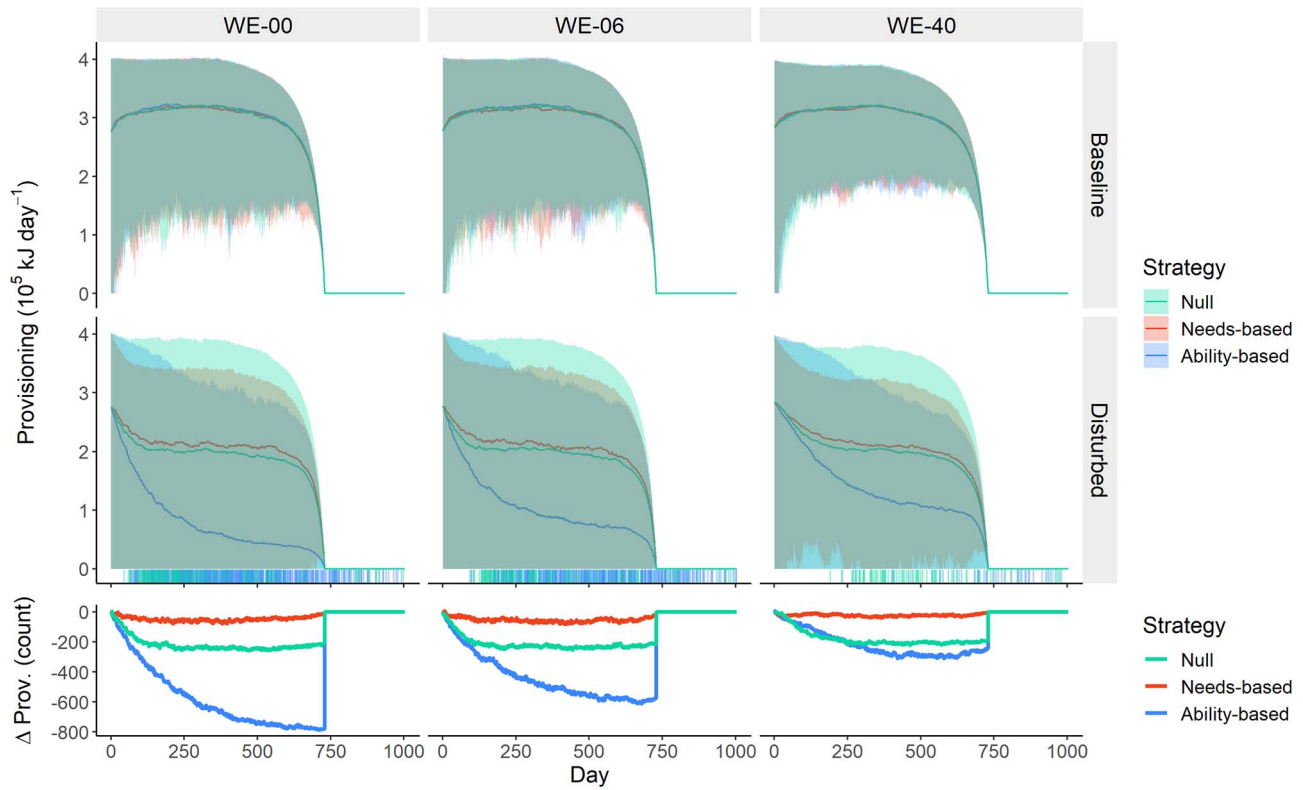 WE-00 WE-06 WE-40
4
3
2
1
0
Baseline
4
3
2
1
0
Disturbed
Provisioning (10⁵ kJ day⁻¹)
Strategy
Null
Needs-based
Ability-based
0
-200
-400
-600
-800
Δ Prov. (count)
0 250 500 750 1000 0 250 500 750 1000 0 250 500 750 1000
Day
Strategy
Null
Needs-based
Ability-based